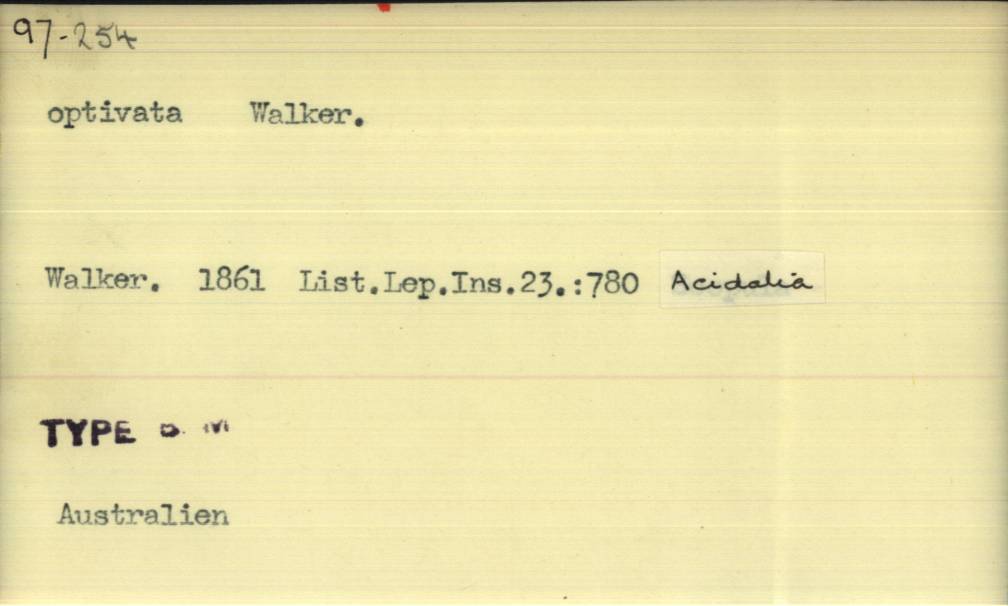 97-254
optivata Walker.
Walker. 1861 List.Lep.Ins.23.:780 Acidalia
TYPE B M
Australien